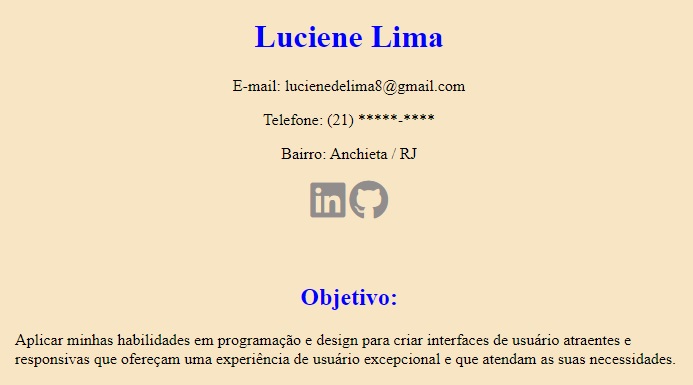 Luciene Lima
E-mail: lucienedelima8@gmail.com
Telefone: (21) *****-****
Bairro: Anchieta / RJ
in
Objetivo:
Aplicar minhas habilidades em programação e design para criar interfaces de usuário atraentes e
responsivas que ofereçam uma experiência de usuário excepcional e que atendam as suas necessidades.